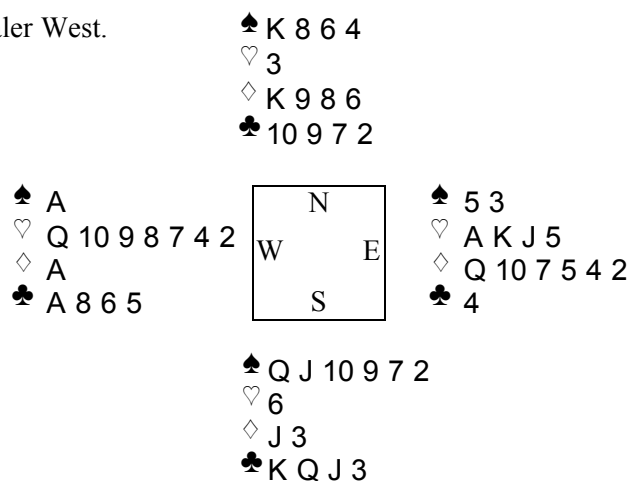 ler West.
♠ K 8 6 4
♡ 3
♢ K 9 8 6
♣ 10 9 7 2
♠ A
♡ Q 10 9 8 7 4 2
♢ A
♣ A 8 6 5
N
W E
S
♠ 5 3
♡ A K J 5
♢ Q 10 7 5 4 2
♣ 4
♠ Q J 10 9 7 2
♡ 6
♢ J 3
♣ K Q J 3